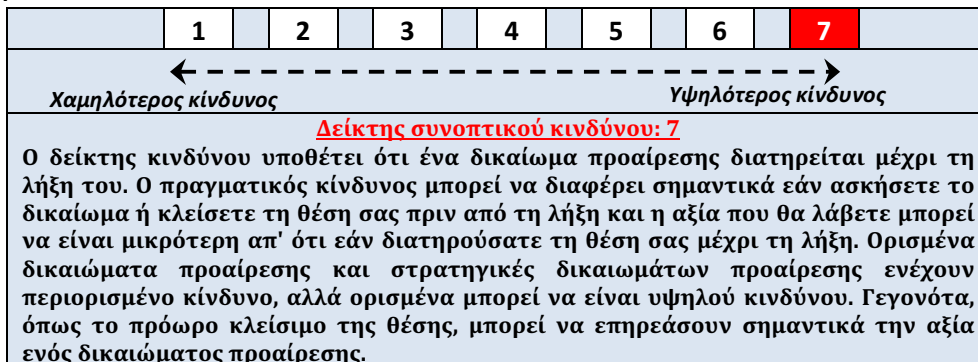 1 2 3 4 5 6 7
Χαμηλότερος κίνδυνος Υψηλότερος κίνδυνος
Δείκτης συνοπτικού κινδύνου: 7
Ο δείκτης κινδύνου υποθέτει ότι ένα δικαίωμα προαίρεσης διατηρείται μέχρι τη
λήξη του. Ο πραγματικός κίνδυνος μπορεί να διαφέρει σημαντικά εάν ασκήσετε το
δικαίωμα ή κλείσετε τη θέση σας πριν από τη λήξη και η αξία που θα λάβετε μπορεί
να είναι μικρότερη απ' ότι εάν διατηρούσατε τη θέση σας μέχρι τη λήξη. Ορισμένα
δικαιώματα προαίρεσης και στρατηγικές δικαιωμάτων προαίρεσης ενέχουν
περιορισμένο κίνδυνο, αλλά ορισμένα μπορεί να είναι υψηλού κινδύνου. Γεγονότα,
όπως το πρόωρο κλείσιμο της θέσης, μπορεί να επηρεάσουν σημαντικά την αξία
ενός δικαιώματος προαίρεσης.